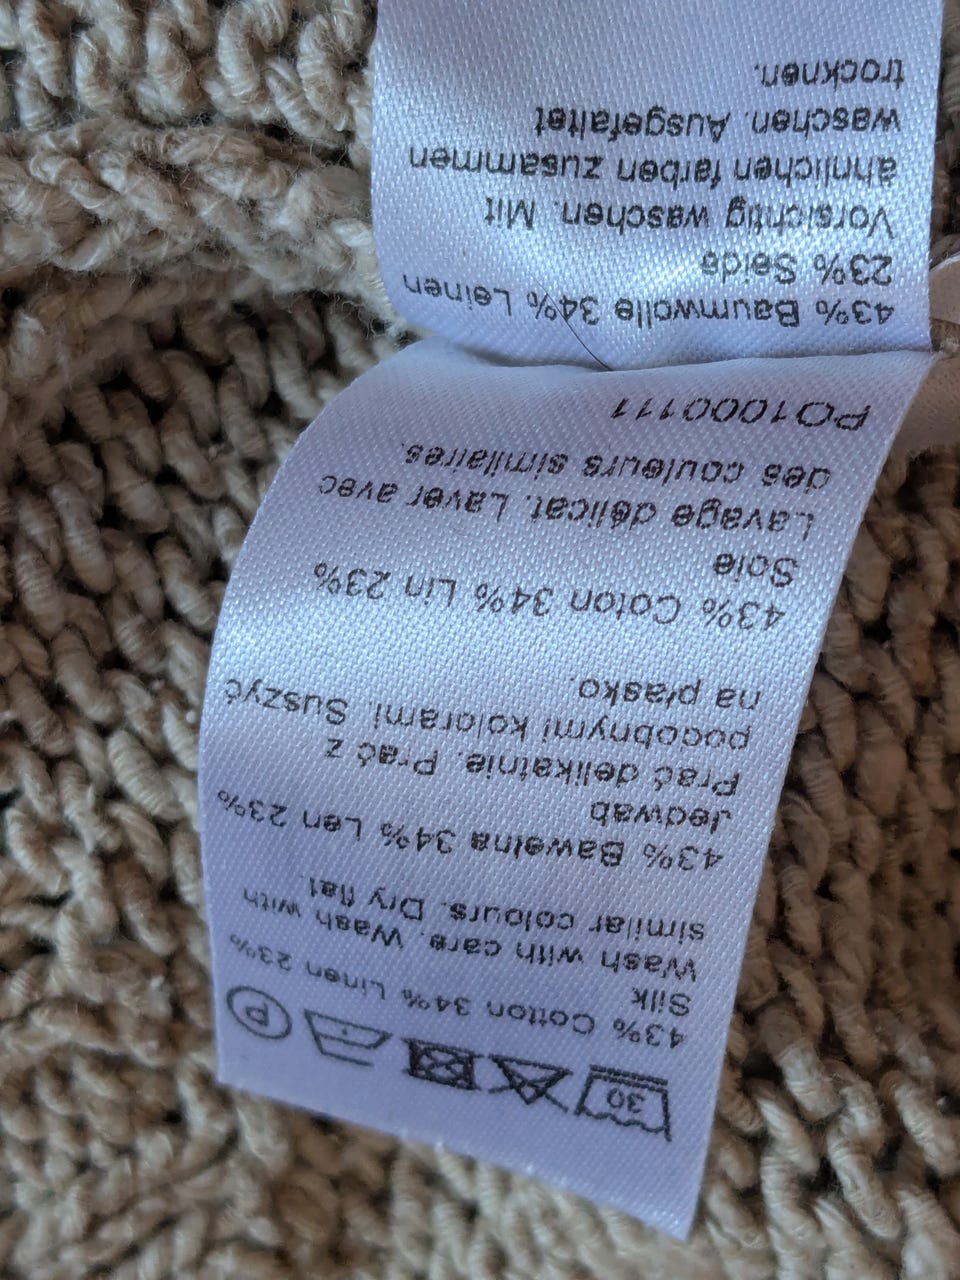 30
P
43% Cotton 34% Linen 23%
Silk
Wash with care. Wash with
similar colours. Dry flat.
43% Bawełna 34% Len 23%
Jedwab
Prać delikatnie. Prać z
podobnymi kolorami. Suszyć
na płasko.
43% Coton 34% Lin 23%
Soie
Lavage délicat. Laver avec
des couleurs similaires.
PO1000111
43% Baumwolle 34% Leinen
23% Seide
Vorsichtig waschen. Mit
ähnlichen farben zusammen
waschen. Ausgefaltet
trocknen.